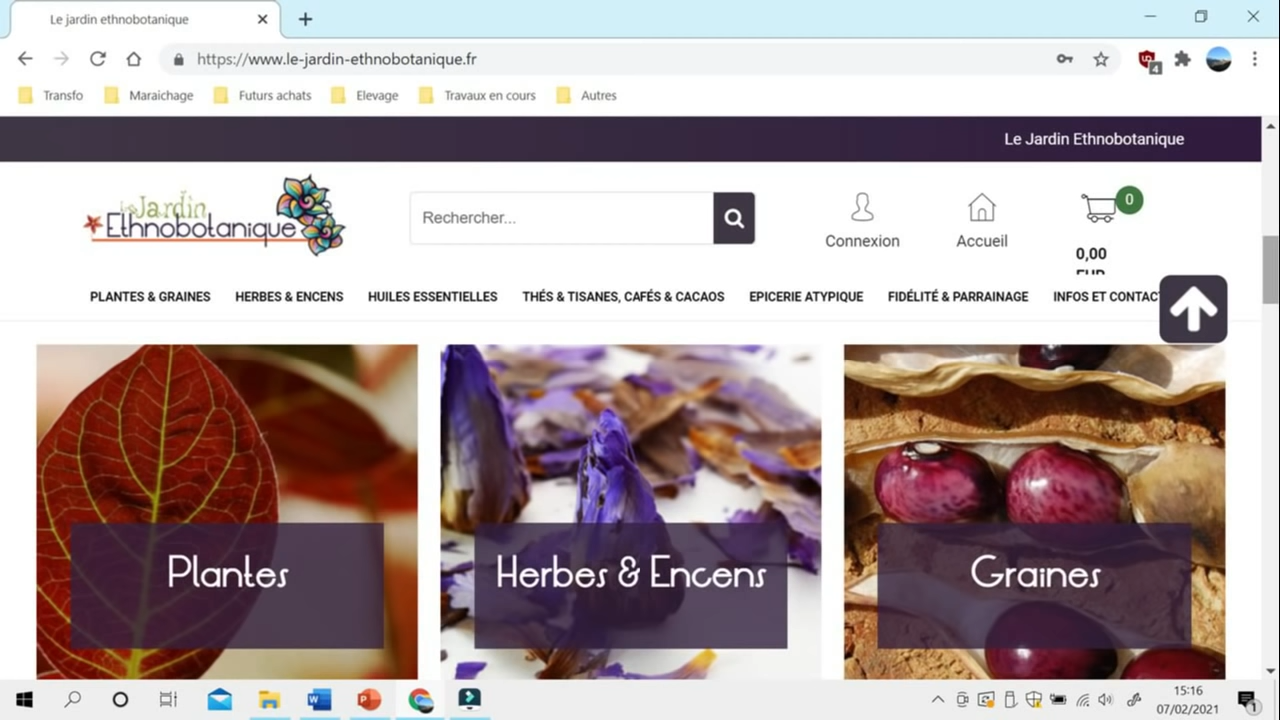 Le jardin ethnobotanique
https://www.le-jardin-ethnobotanique.fr
4
Transfo Maraichage Futurs achats Elevage Travaux en cours Autres
Le Jardin Ethnobotanique
Le Jardin
Ethnobotanique
Rechercher...
Connexion
Accueil
0
0,00
EUR
PLANTES & GRAINES HERBES & ENCENS HUILES ESSENTIELLES THÉS & TISANES, CAFÉS & CACAOS EPICERIE ATYPIQUE FIDÉLITÉ & PARRAINAGE INFOS ET CONTACT
Plantes
Herbes & Encens
Graines
15:16
07/02/2021
1